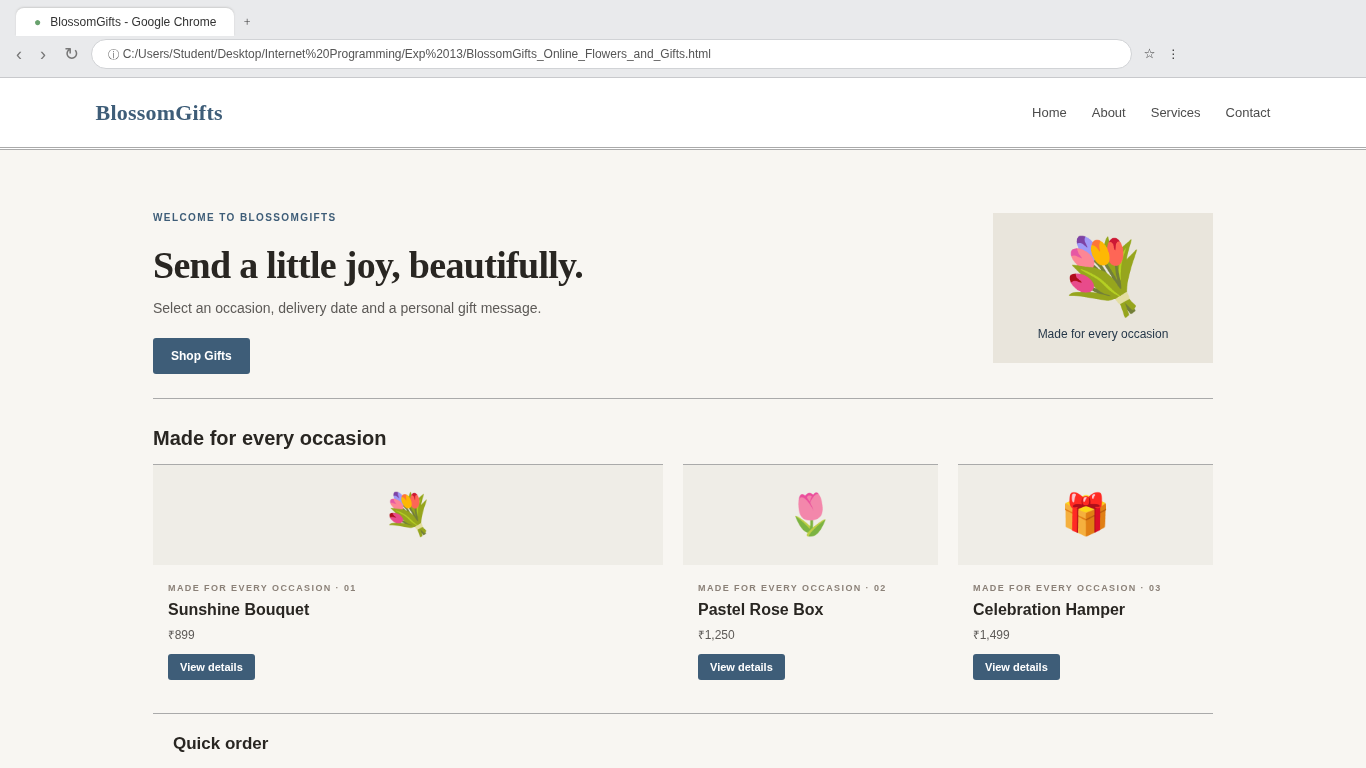 BlossomGifts - Google Chrome +
C:/Users/Student/Desktop/Internet%20Programming/Exp%2013/BlossomGifts_Online_Flowers_and_Gifts.html
BlossomGifts
Home About Services Contact
WELCOME TO BLOSSOMGIFTS
Send a little joy, beautifully.
Select an occasion, delivery date and a personal gift message.
Shop Gifts
Made for every occasion
Made for every occasion
MADE FOR EVERY OCCASION · 01
Sunshine Bouquet
₹899
View details
MADE FOR EVERY OCCASION · 02
Pastel Rose Box
₹1,250
View details
MADE FOR EVERY OCCASION · 03
Celebration Hamper
₹1,499
View details
Quick order